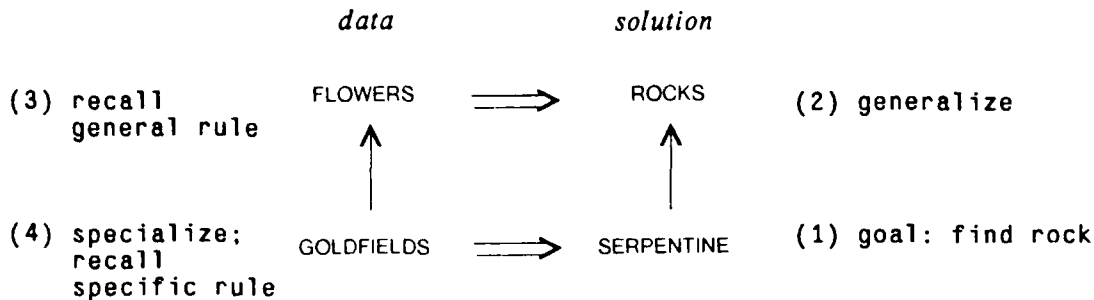 data solution
(3) recall general rule FLOWERS ROCKS (2) generalize
(4) specialize; recall specific rule GOLDFIELDS SERPENTINE (1) goal: find rock